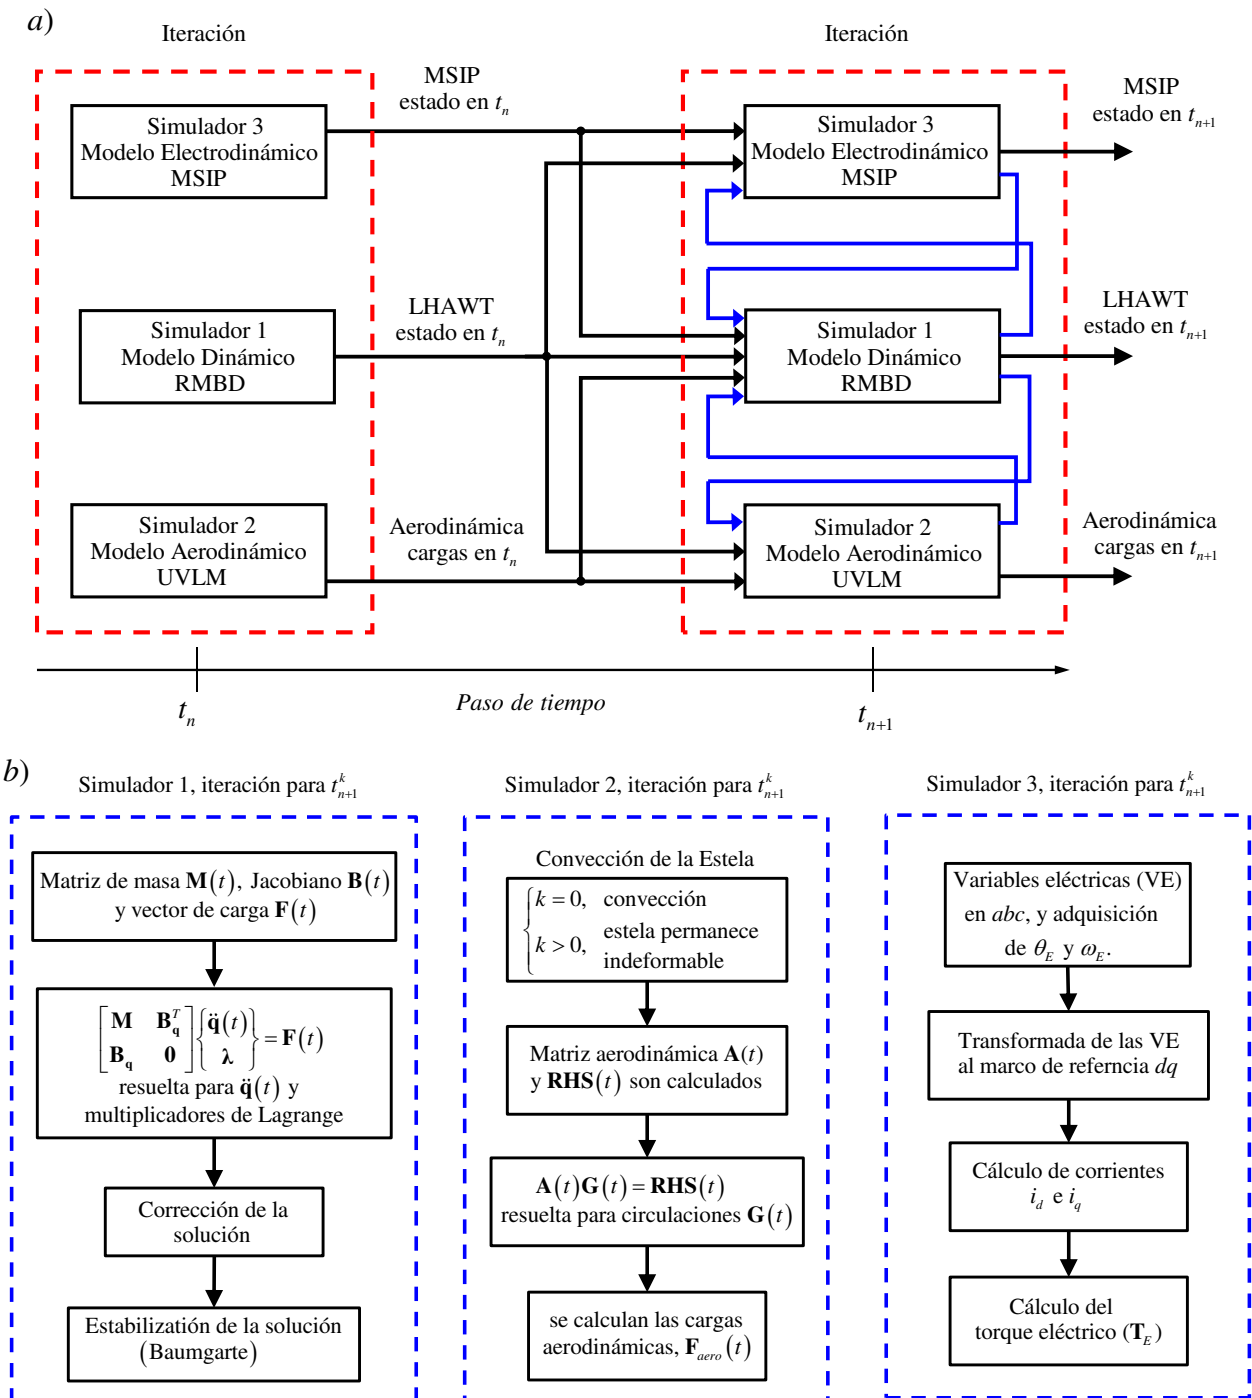 a)
Iteración
Iteración
MSIP
estado en t_n
MSIP
estado en t_{n+1}
Simulador 3
Modelo Electrodinámico
MSIP
Simulador 3
Modelo Electrodinámico
MSIP
LHAWT
estado en t_n
LHAWT
estado en t_{n+1}
Simulador 1
Modelo Dinámico
RMBD
Simulador 1
Modelo Dinámico
RMBD
Aerodinámica
cargas en t_n
Aerodinámica
cargas en t_{n+1}
Simulador 2
Modelo Aerodinámico
UVLM
Simulador 2
Modelo Aerodinámico
UVLM
t_n
Paso de tiempo
t_{n+1}
b)
Simulador 1, iteración para t_{n+1}^k
Matriz de masa M(t), Jacobiano B(t)
y vector de carga F(t)
[M B_q^T; B_q 0]{q̈(t); λ} = F(t)
resuelta para q̈(t) y
multiplicadores de Lagrange
Corrección de la
solución
Estabilizatión de la solución
(Baumgarte)
Simulador 2, iteración para t_{n+1}^k
Convección de la Estela
k = 0, convección
k > 0, estela permanece
indeformable
Matriz aerodinámica A(t)
y RHS(t) son calculados
A(t)G(t) = RHS(t)
resuelta para circulaciones G(t)
se calculan las cargas
aerodinámicas, F_{aero}(t)
Simulador 3, iteración para t_{n+1}^k
Variables eléctricas (VE)
en abc, y adquisición
de θ_E y ω_E.
Transformada de las VE
al marco de referncia dq
Cálculo de corrientes
i_d e i_q
Cálculo del
torque eléctrico (T_E)